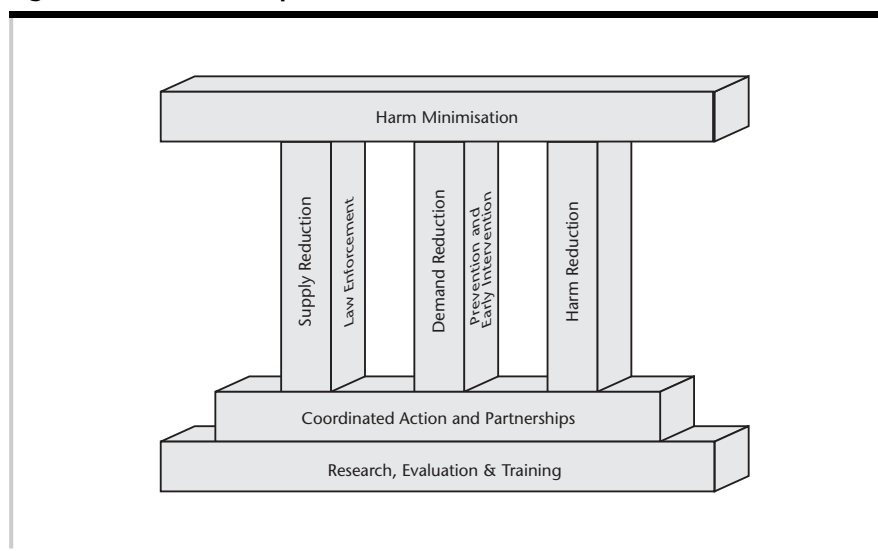 Harm Minimisation
Supply Reduction
Law Enforcement
Demand Reduction
Prevention and
Early Intervention
Harm Reduction
Coordinated Action and Partnerships
Research, Evaluation & Training